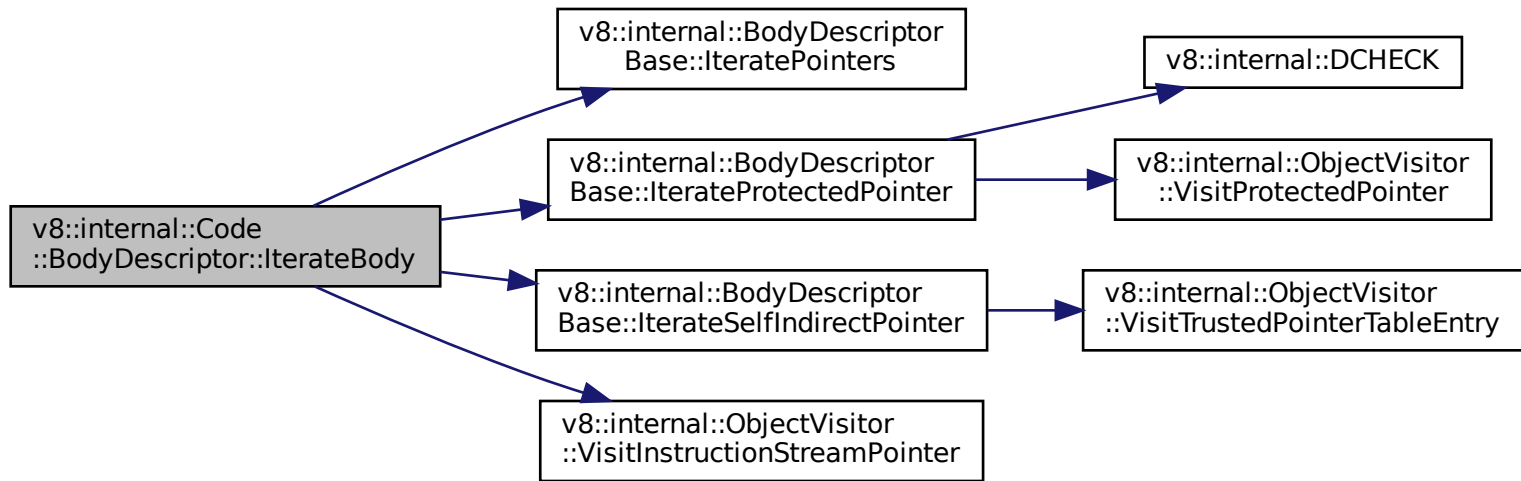 v8::internal::BodyDescriptor
Base::IteratePointers
v8::internal::DCHECK
v8::internal::BodyDescriptor
Base::IterateProtectedPointer
v8::internal::ObjectVisitor
::VisitProtectedPointer
v8::internal::Code
::BodyDescriptor::IterateBody
v8::internal::BodyDescriptor
Base::IterateSelfIndirectPointer
v8::internal::ObjectVisitor
::VisitTrustedPointerTableEntry
v8::internal::ObjectVisitor
::VisitInstructionStreamPointer